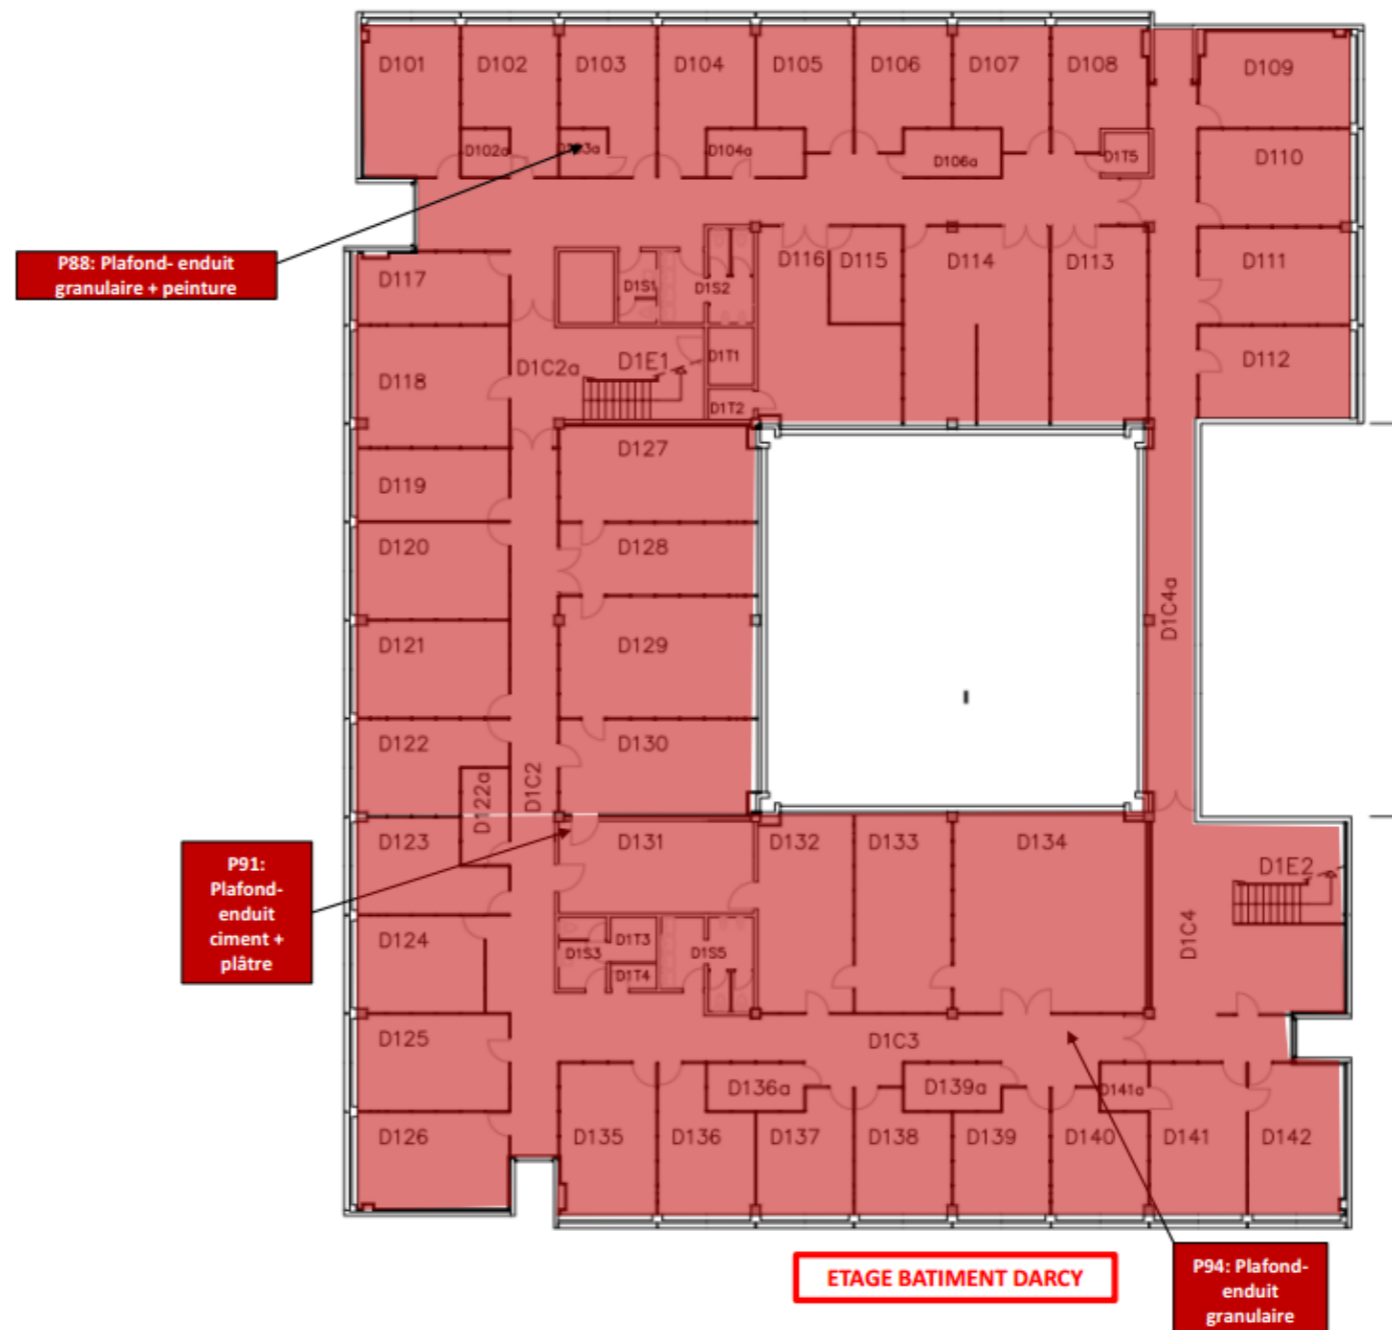 D101
D102
D103
D104
D105
D106
D107
D108
D109
D102a
D103a
D104a
D106a
D1T5
D110
P88: Plafond- enduit
granulaire + peinture
D117
D1S1
D1S2
D116
D115
D114
D113
D111
D118
D1C2a
D1E1
D1T1
D1T2
D112
D119
D127
D120
D128
D121
D129
D1C4a
D122
D122a
D1C2
D130
P91:
Plafond-
enduit
ciment +
plâtre
D123
D131
D132
D133
D134
D1E2
D124
D1S3
D1T3
D1T4
D1S5
D1C4
D125
D1C3
D136a
D139a
D141a
D126
D135
D136
D137
D138
D139
D140
D141
D142
ETAGE BATIMENT DARCY
P94: Plafond-
enduit
granulaire